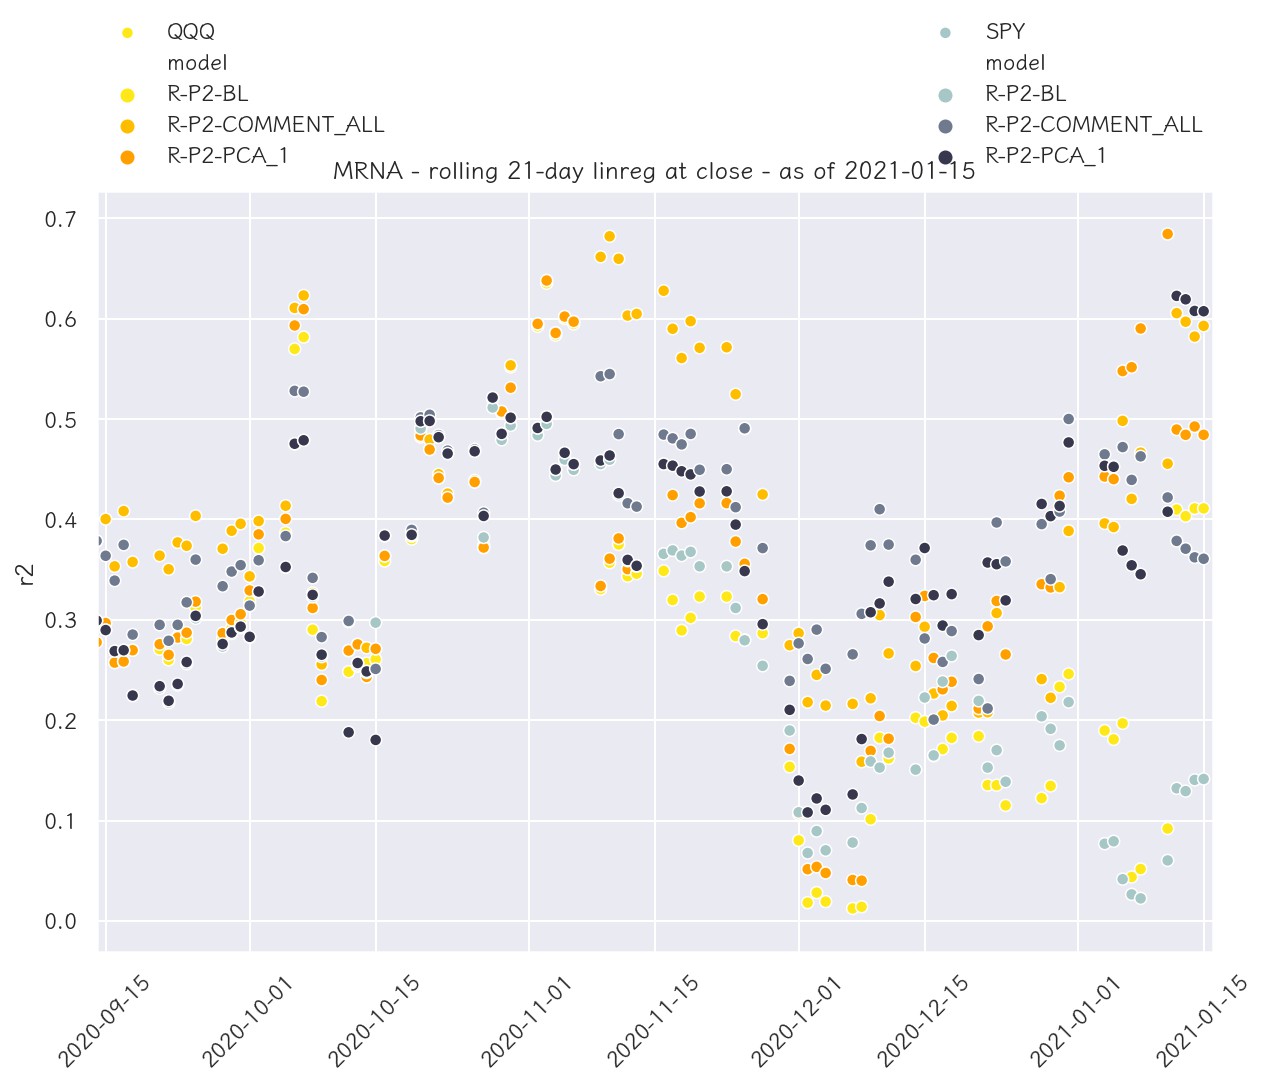 QQQ
model
R-P2-BL
R-P2-COMMENT_ALL
R-P2-PCA_1
SPY
model
R-P2-BL
R-P2-COMMENT_ALL
R-P2-PCA_1
MRNA - rolling 21-day linreg at close - as of 2021-01-15
r2
0.7
0.6
0.5
0.4
0.3
0.2
0.1
0.0
2020-09-15
2020-10-01
2020-10-15
2020-11-01
2020-11-15
2020-12-01
2020-12-15
2021-01-01
2021-01-15